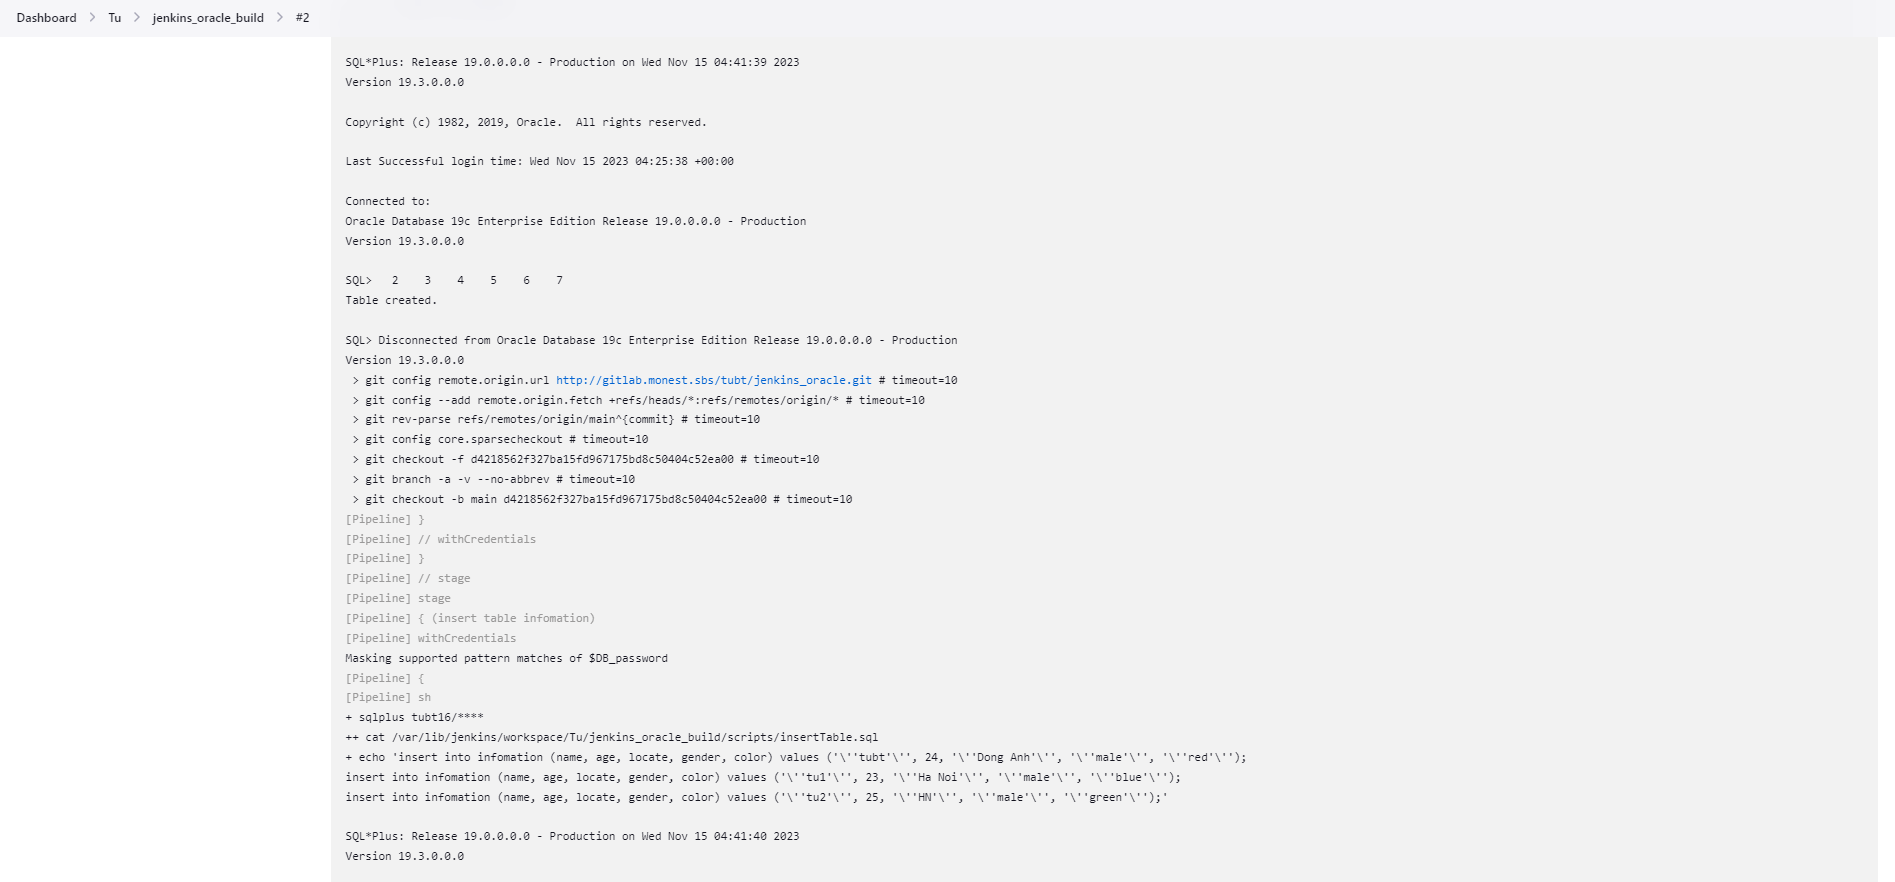 Dashboard > Tu > jenkins_oracle_build > #2
SQL*Plus: Release 19.0.0.0.0 - Production on Wed Nov 15 04:41:39 2023
Version 19.3.0.0.0
Copyright (c) 1982, 2019, Oracle.  All rights reserved.
Last Successful login time: Wed Nov 15 2023 04:25:38 +00:00
Connected to:
Oracle Database 19c Enterprise Edition Release 19.0.0.0.0 - Production
Version 19.3.0.0.0
SQL>   2    3    4    5    6    7
Table created.
SQL> Disconnected from Oracle Database 19c Enterprise Edition Release 19.0.0.0.0 - Production
Version 19.3.0.0.0
 > git config remote.origin.url http://gitlab.monest.sbs/tubt/jenkins_oracle.git # timeout=10
 > git config --add remote.origin.fetch +refs/heads/*:refs/remotes/origin/* # timeout=10
 > git rev-parse refs/remotes/origin/main^{commit} # timeout=10
 > git config core.sparsecheckout # timeout=10
 > git checkout -f d4218562f327ba15fd967175bd8c50404c52ea00 # timeout=10
 > git branch -a -v --no-abbrev # timeout=10
 > git checkout -b main d4218562f327ba15fd967175bd8c50404c52ea00 # timeout=10
[Pipeline] }
[Pipeline] // withCredentials
[Pipeline] }
[Pipeline] // stage
[Pipeline] stage
[Pipeline] { (insert table infomation)
[Pipeline] withCredentials
Masking supported pattern matches of $DB_password
[Pipeline] {
[Pipeline] sh
+ sqlplus tubt16/****
++ cat /var/lib/jenkins/workspace/Tu/jenkins_oracle_build/scripts/insertTable.sql
+ echo 'insert into infomation (name, age, locate, gender, color) values ('\''tubt'\'', 24, '\''Dong Anh'\'', '\''male'\'', '\''red'\'');
insert into infomation (name, age, locate, gender, color) values ('\''tu1'\'', 23, '\''Ha Noi'\'', '\''male'\'', '\''blue'\'');
insert into infomation (name, age, locate, gender, color) values ('\''tu2'\'', 25, '\''HN'\'', '\''male'\'', '\''green'\'');'
SQL*Plus: Release 19.0.0.0.0 - Production on Wed Nov 15 04:41:40 2023
Version 19.3.0.0.0